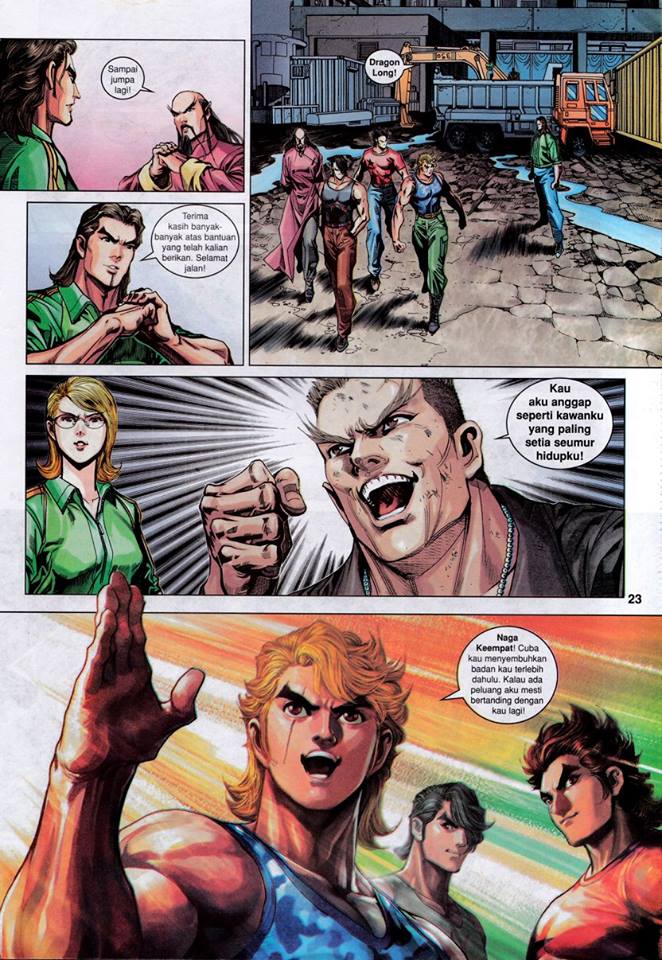 Sampai
jumpa
lagi!
Dragon
Long!
Terima
kasih banyak-
banyak atas bantuan
yang telah kalian
berikan. Selamat
jalan!
Kau
aku anggap
seperti kawanku
yang paling
setia seumur
hidupku!
23
Naga
Keempat! Cuba
kau menyembuhkan
badan kau terlebih
dahulu. Kalau ada
peluang aku mesti
bertanding dengan
kau lagi!